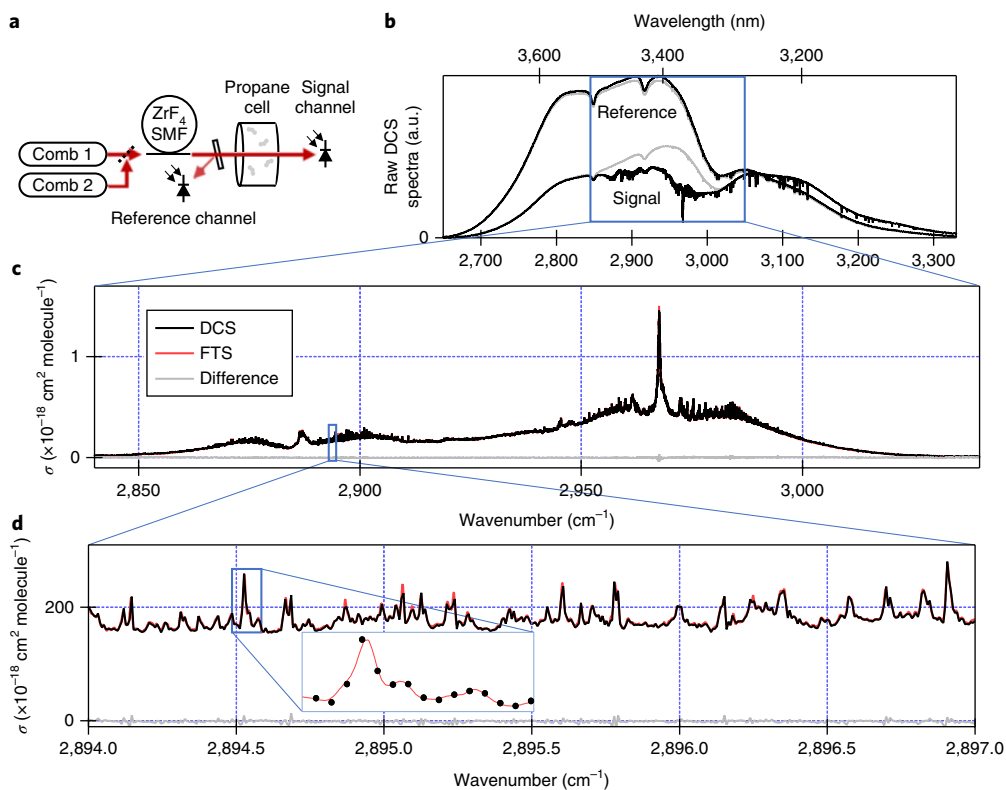 a
ZrF4
SMF
Propane
cell
Signal
channel
Comb 1
Comb 2
Reference channel
b
Wavelength (nm)
3,600
3,400
3,200
Raw DCS
spectra (a.u.)
Reference
Signal
0
2,700
2,800
2,900
3,000
3,100
3,200
3,300
c
σ (×10⁻¹⁸ cm² molecule⁻¹)
1
0
DCS
FTS
Difference
2,850
2,900
2,950
3,000
Wavenumber (cm⁻¹)
d
σ (×10⁻¹⁸ cm² molecule⁻¹)
200
0
2,894.0
2,894.5
2,895.0
2,895.5
2,896.0
2,896.5
2,897.0
Wavenumber (cm⁻¹)